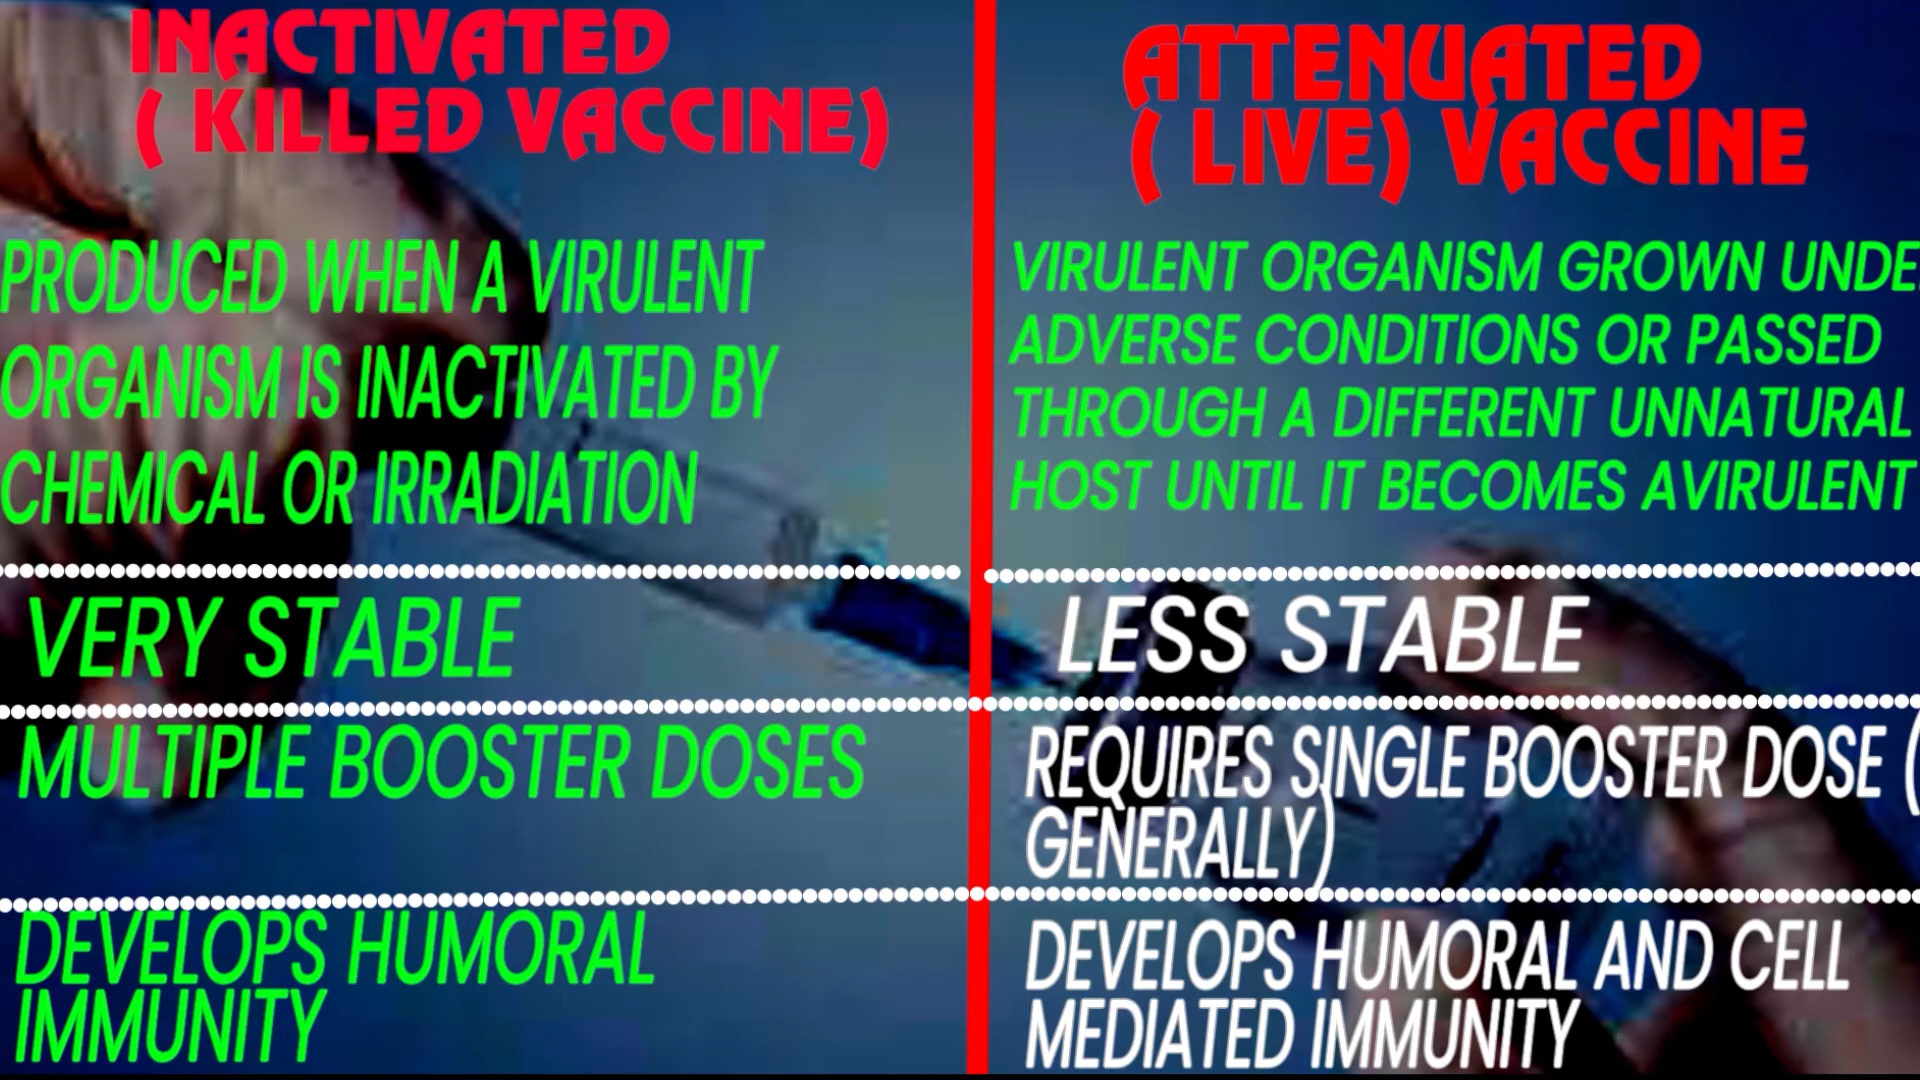 INACTIVATED
( KILLED VACCINE)
PRODUCED WHEN A VIRULENT
ORGANISM IS INACTIVATED BY
CHEMICAL OR IRRADIATION
VERY STABLE
MULTIPLE BOOSTER DOSES
DEVELOPS HUMORAL
IMMUNITY
ATTENUATED
( LIVE) VACCINE
VIRULENT ORGANISM GROWN UNDE
ADVERSE CONDITIONS OR PASSED
THROUGH A DIFFERENT UNNATURAL
HOST UNTIL IT BECOMES AVIRULENT
LESS STABLE
REQUIRES SINGLE BOOSTER DOSE (
GENERALLY)
DEVELOPS HUMORAL AND CELL
MEDIATED IMMUNITY